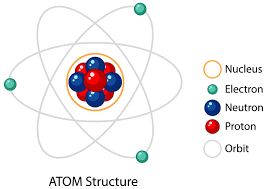 Nucleus
Electron
Neutron
Proton
Orbit
ATOM Structure